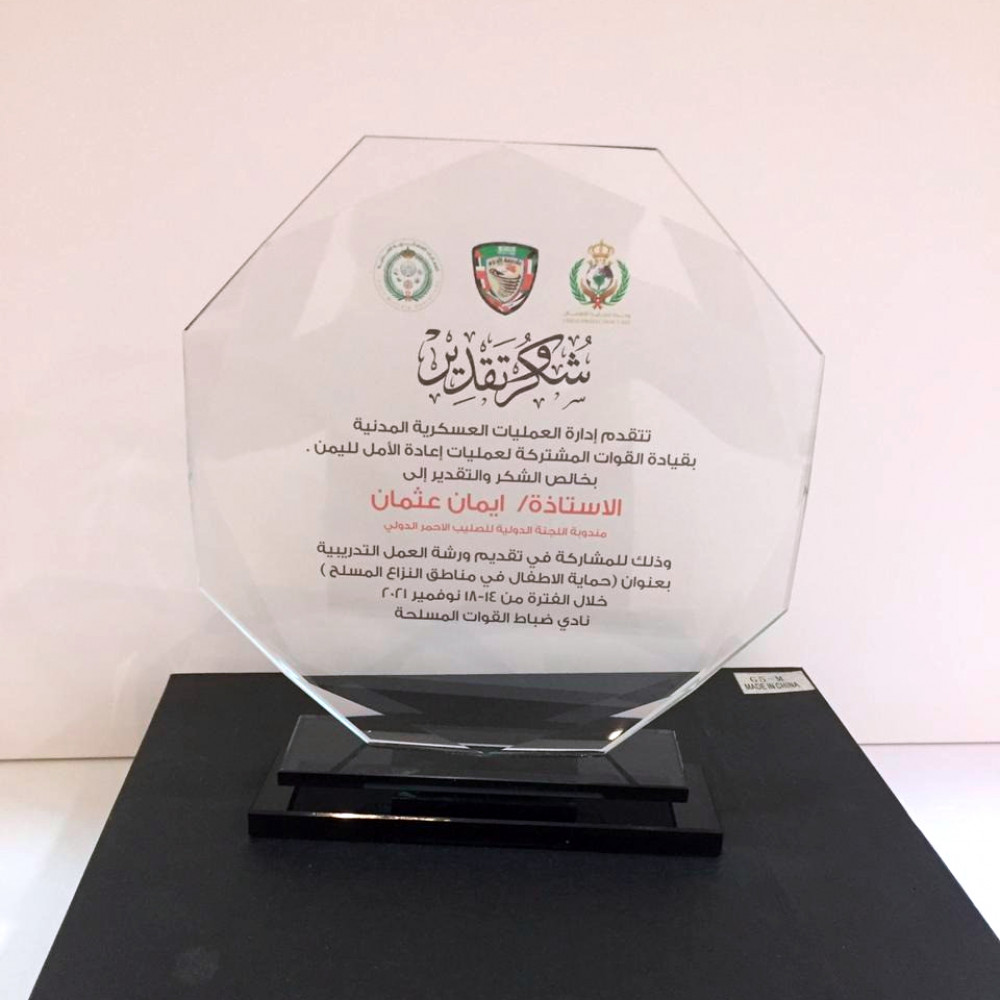 شكر وتقدير
تتقدم إدارة العمليات العسكرية المدنية
بقيادة القوات المشتركة لعمليات إعادة الأمل لليمن .
بخالص الشكر والتقدير إلى
الاستاذة/ ايمان عثمان
مندوبة اللجنة الدولية للصليب الاحمر الدولي
وذلك للمشاركة في تقديم ورشة العمل التدريبية
بعنوان (حماية الاطفال في مناطق النزاع المسلح )
خلال الفترة من ١٤-١٨ نوفمبر ٢٠٢١
نادي ضباط القوات المسلحة
MADE IN CHINA